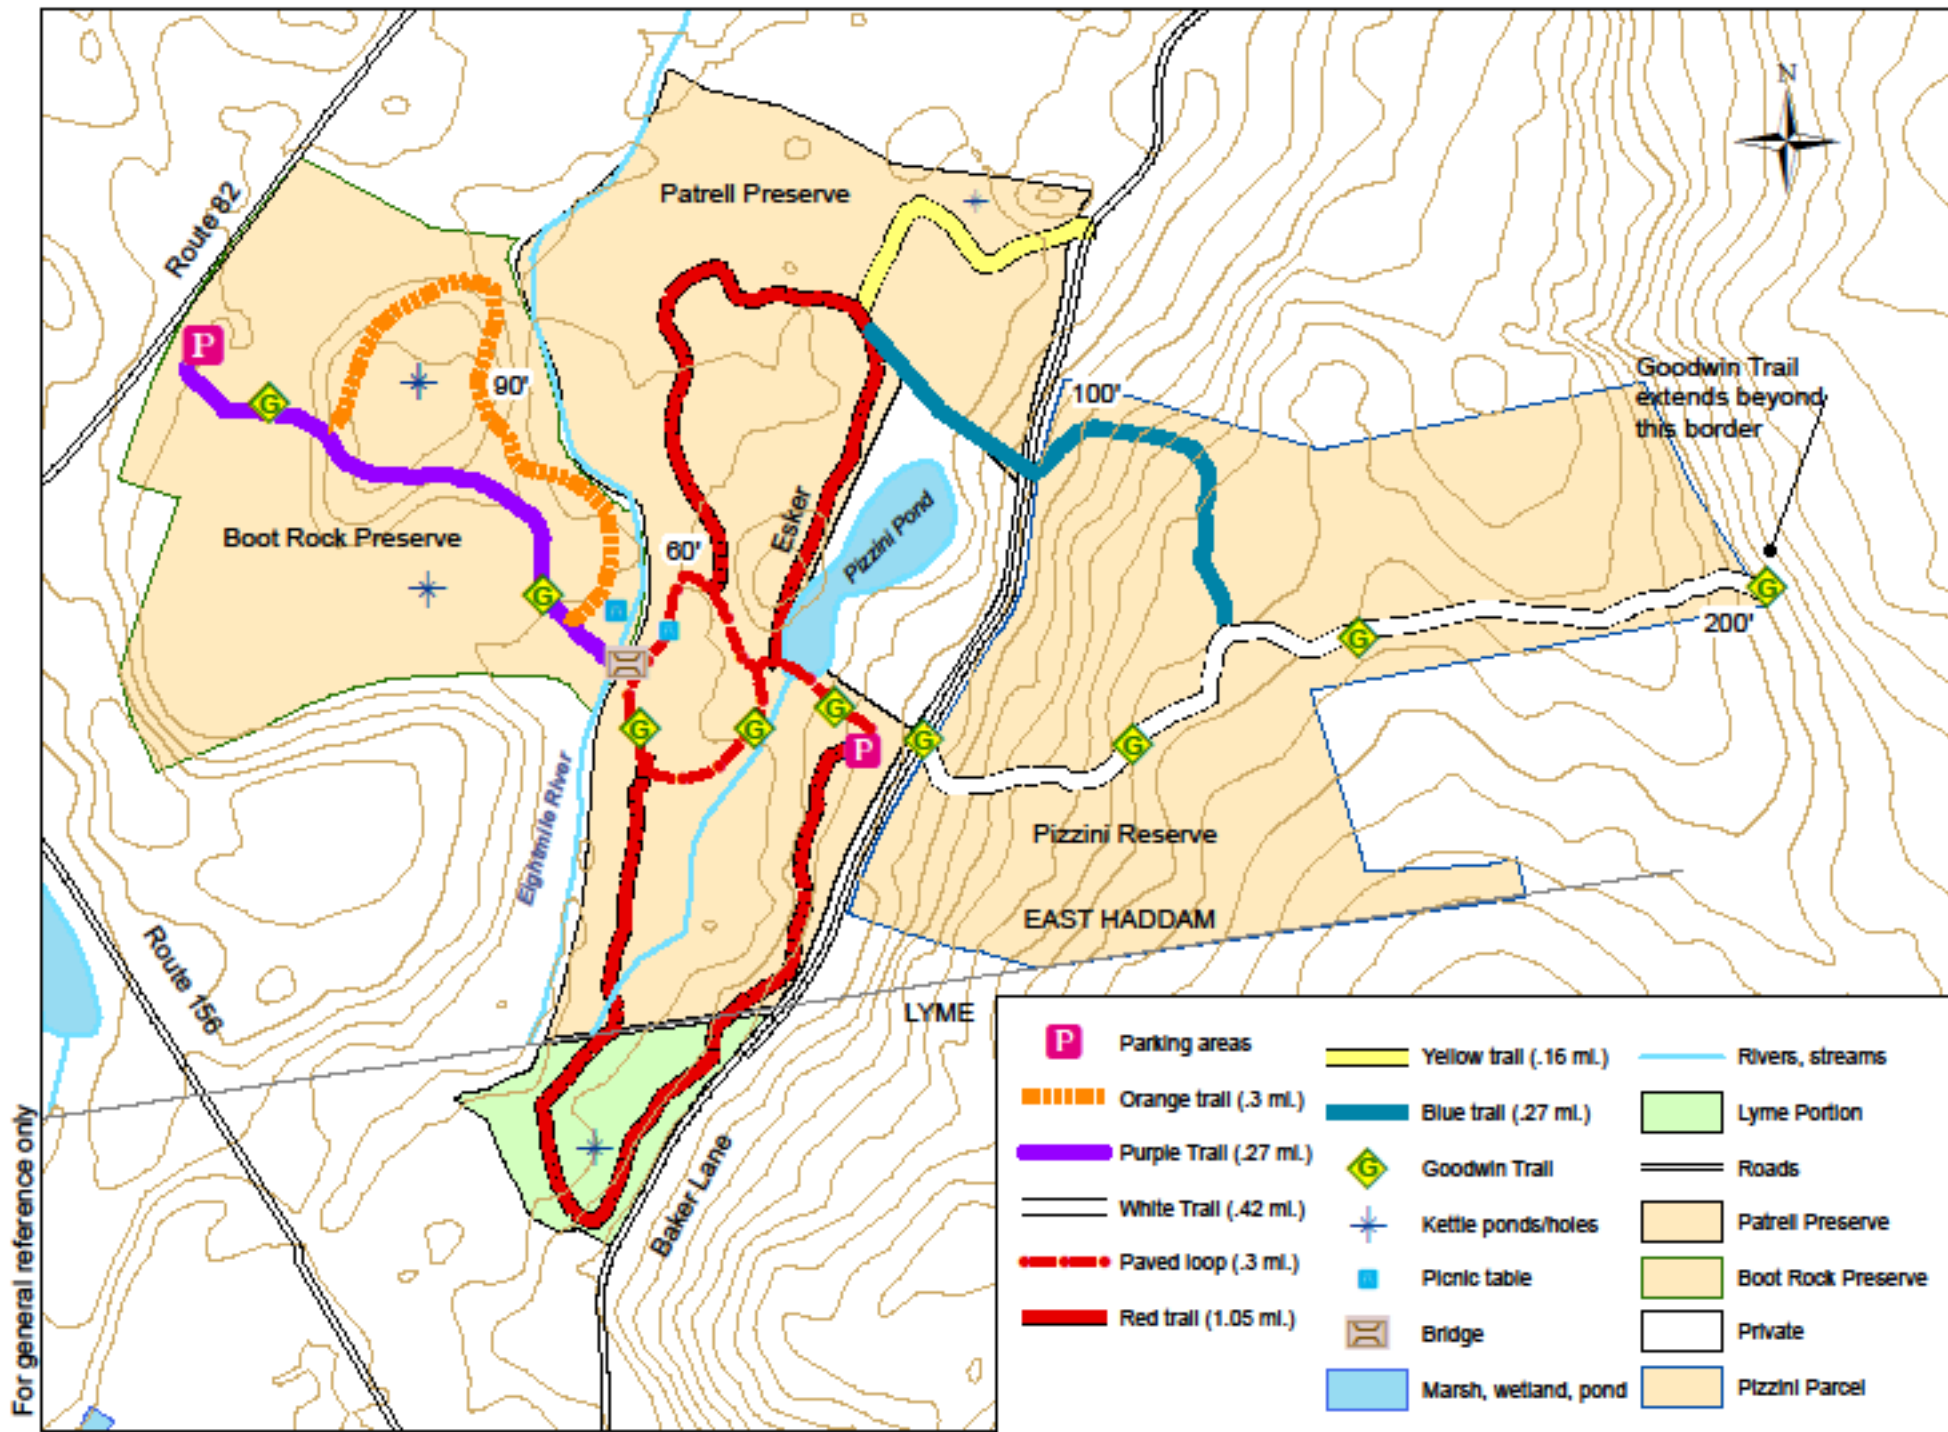 N
Route 82
Patrell Preserve
P
G
90'
100'
Goodwin Trail
extends beyond
this border
Boot Rock Preserve
Esker
Pizzini Pond
60'
G
G
200'
G
G
G
G
G
P
G
Eightmile River
Pizzini Reserve
EAST HADDAM
Route 156
LYME
Baker Lane
For general reference only
P
Parking areas
Orange trail (.3 mi.)
Purple Trail (.27 mi.)
White Trail (.42 mi.)
Paved loop (.3 mi.)
Red trail (1.05 mi.)
Yellow trail (.16 mi.)
Blue trail (.27 mi.)
G
Goodwin Trail
Kettle ponds/holes
Picnic table
Bridge
Marsh, wetland, pond
Rivers, streams
Lyme Portion
Roads
Patrell Preserve
Boot Rock Preserve
Private
Pizzini Parcel